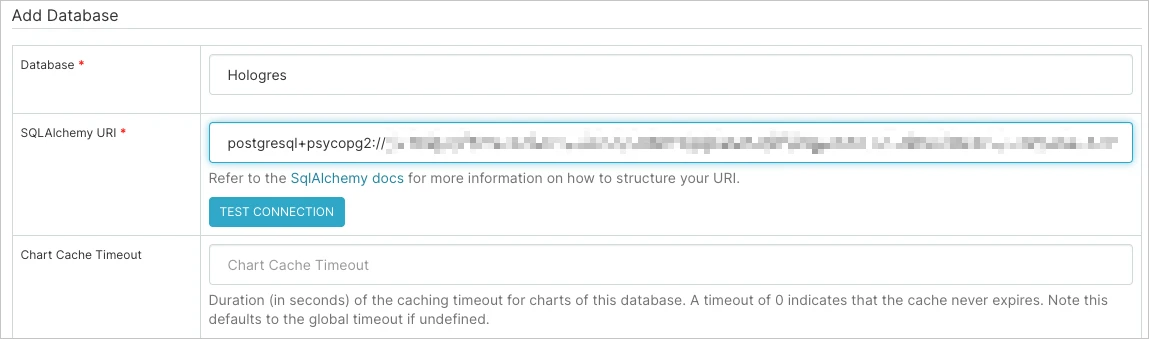 Add Database
Database *
Hologres
SQLAlchemy URI *
postgresql+psycopg2://
Refer to the SqlAlchemy docs for more information on how to structure your URI.
TEST CONNECTION
Chart Cache Timeout
Chart Cache Timeout
Duration (in seconds) of the caching timeout for charts of this database. A timeout of 0 indicates that the cache never expires. Note this
defaults to the global timeout if undefined.